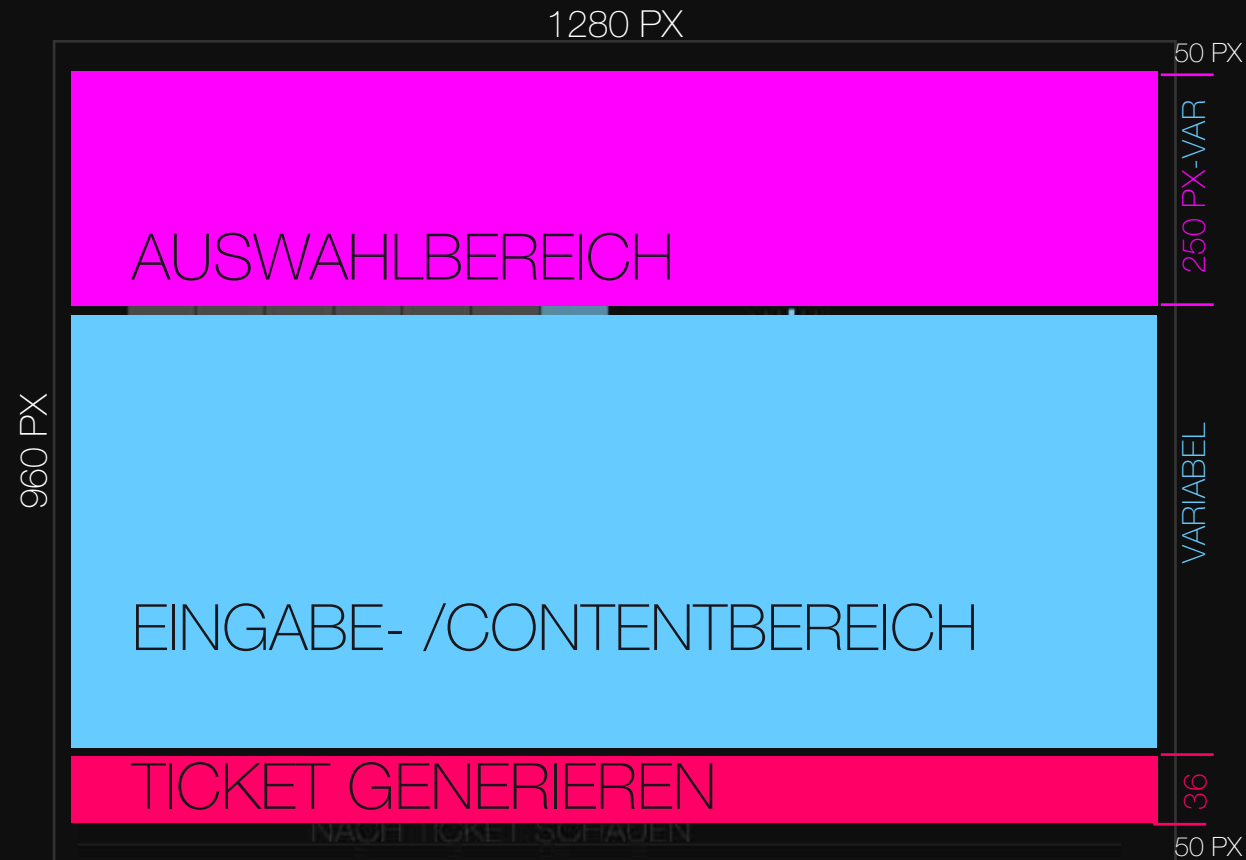 1280 PX
50 PX
250 PX-VAR
AUSWAHLBEREICH
960 PX
VARIABEL
EINGABE- /CONTENTBEREICH
TICKET GENERIEREN
36
NACH TICKET SCHAUEN
50 PX